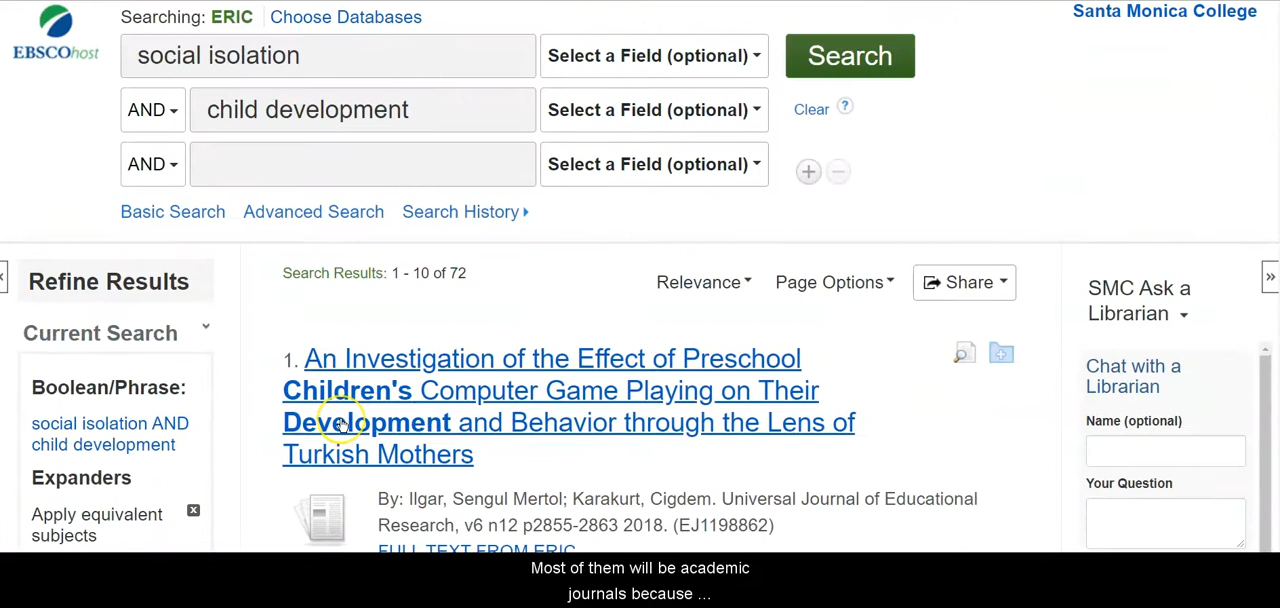 Searching: ERIC Choose Databases
Santa Monica College
EBSCOhost
social isolation
Select a Field (optional)
Search
AND
child development
Select a Field (optional)
Clear ?
AND
Select a Field (optional)
Basic Search Advanced Search Search History
Refine Results
Current Search
Boolean/Phrase:
social isolation AND
child development
Expanders
Apply equivalent
subjects
Search Results: 1 - 10 of 72
Relevance Page Options Share
1. An Investigation of the Effect of Preschool
Children's Computer Game Playing on Their
Development and Behavior through the Lens of
Turkish Mothers
By: Ilgar, Sengul Mertol; Karakurt, Cigdem. Universal Journal of Educational
Research, v6 n12 p2855-2863 2018. (EJ1198862)
FULL TEXT FROM ERIC
SMC Ask a
Librarian
Chat with a
Librarian
Name (optional)
Your Question
Most of them will be academic
journals because ...